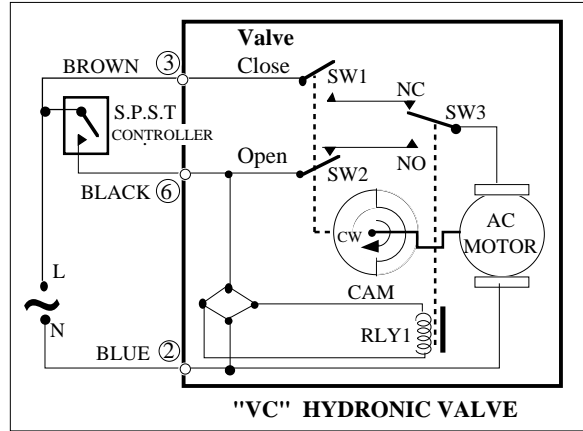 Valve
BROWN ③ Close
SW1
NC
SW3
S.P.S.T
CONTROLLER
Open
SW2
NO
BLACK ⑥
CW
AC
MOTOR
L
CAM
N
RLY1
BLUE ②
"VC" HYDRONIC VALVE